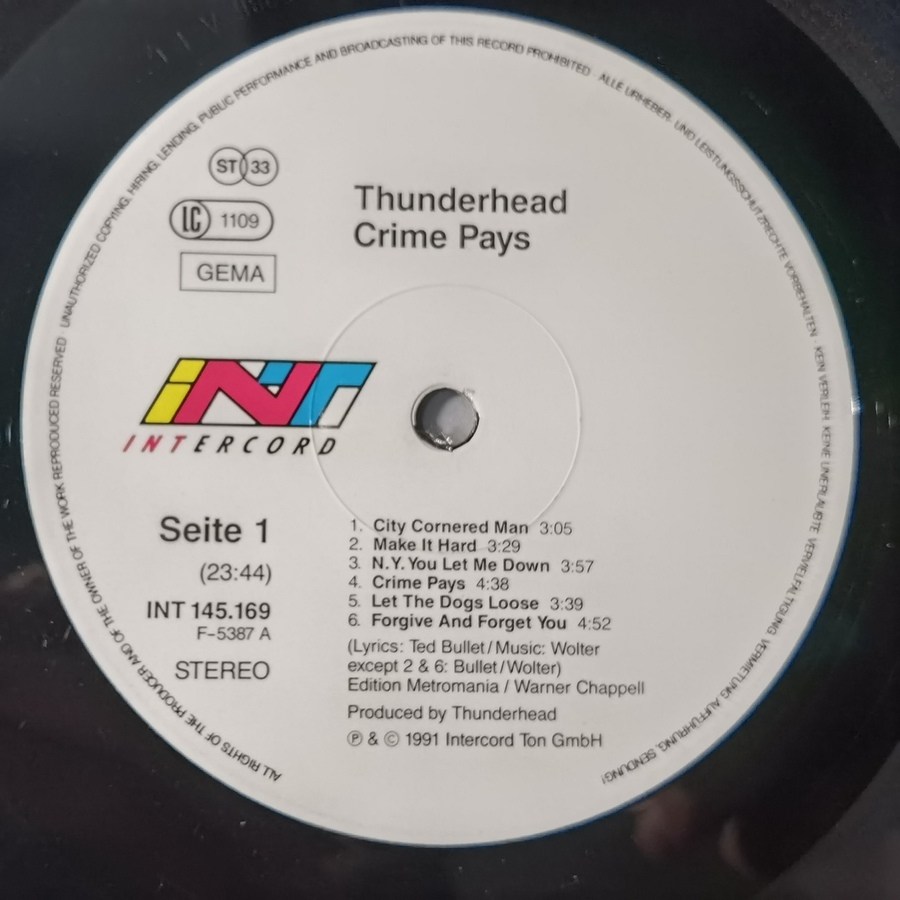 ALL RIGHTS OF THE PRODUCER AND OF THE OWNER OF THE WORK REPRODUCED RESERVED · UNAUTHORIZED COPYING, HIRING, LENDING, PUBLIC PERFORMANCE AND BROADCASTING OF THIS RECORD PROHIBITED · ALLE URHEBER- UND LEISTUNGSSCHUTZRECHTE VORBEHALTEN · KEIN VERLEIH! KEINE UNERLAUBTE VERVIELFÄLTIGUNG, VERMIETUNG, AUFFÜHRUNG, SENDUNG!
ST 33
LC 1109
GEMA
Thunderhead
Crime Pays
INT
INTERCORD
Seite 1
(23:44)
INT 145.169
F-5387 A
STEREO
1. City Cornered Man 3:05
2. Make It Hard 3:29
3. N.Y. You Let Me Down 3:57
4. Crime Pays 4:38
5. Let The Dogs Loose 3:39
6. Forgive And Forget You 4:52
(Lyrics: Ted Bullet/Music: Wolter
except 2 & 6: Bullet/Wolter)
Edition Metromania / Warner Chappell
Produced by Thunderhead
℗ & © 1991 Intercord Ton GmbH